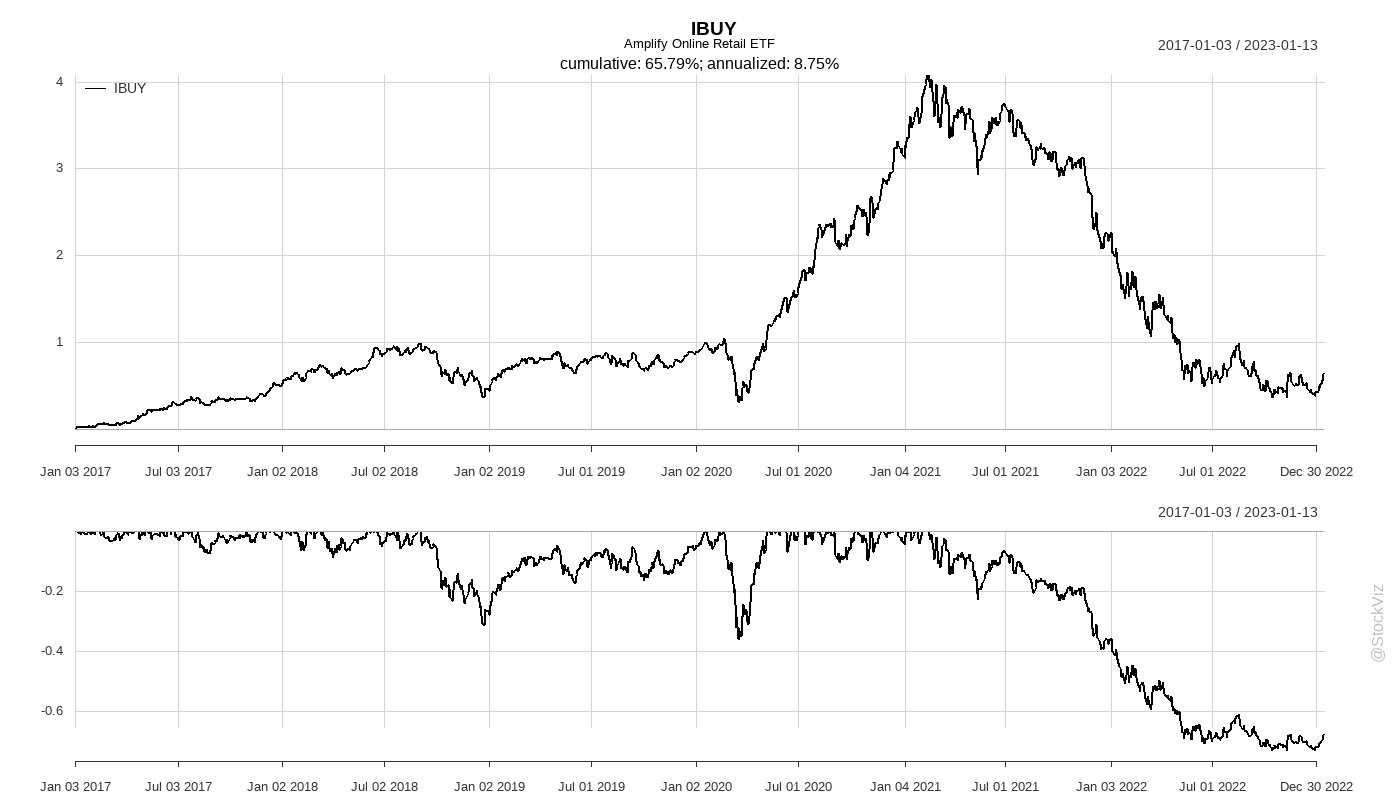 IBUY
Amplify Online Retail ETF
cumulative: 65.79%; annualized: 8.75%
2017-01-03 / 2023-01-13
IBUY
4
3
2
1
Jan 03 2017 Jul 03 2017 Jan 02 2018 Jul 02 2018 Jan 02 2019 Jul 01 2019 Jan 02 2020 Jul 01 2020 Jan 04 2021 Jul 01 2021 Jan 03 2022 Jul 01 2022 Dec 30 2022
2017-01-03 / 2023-01-13
-0.2
-0.4
-0.6
Jan 03 2017 Jul 03 2017 Jan 02 2018 Jul 02 2018 Jan 02 2019 Jul 01 2019 Jan 02 2020 Jul 01 2020 Jan 04 2021 Jul 01 2021 Jan 03 2022 Jul 01 2022 Dec 30 2022
@StockViz